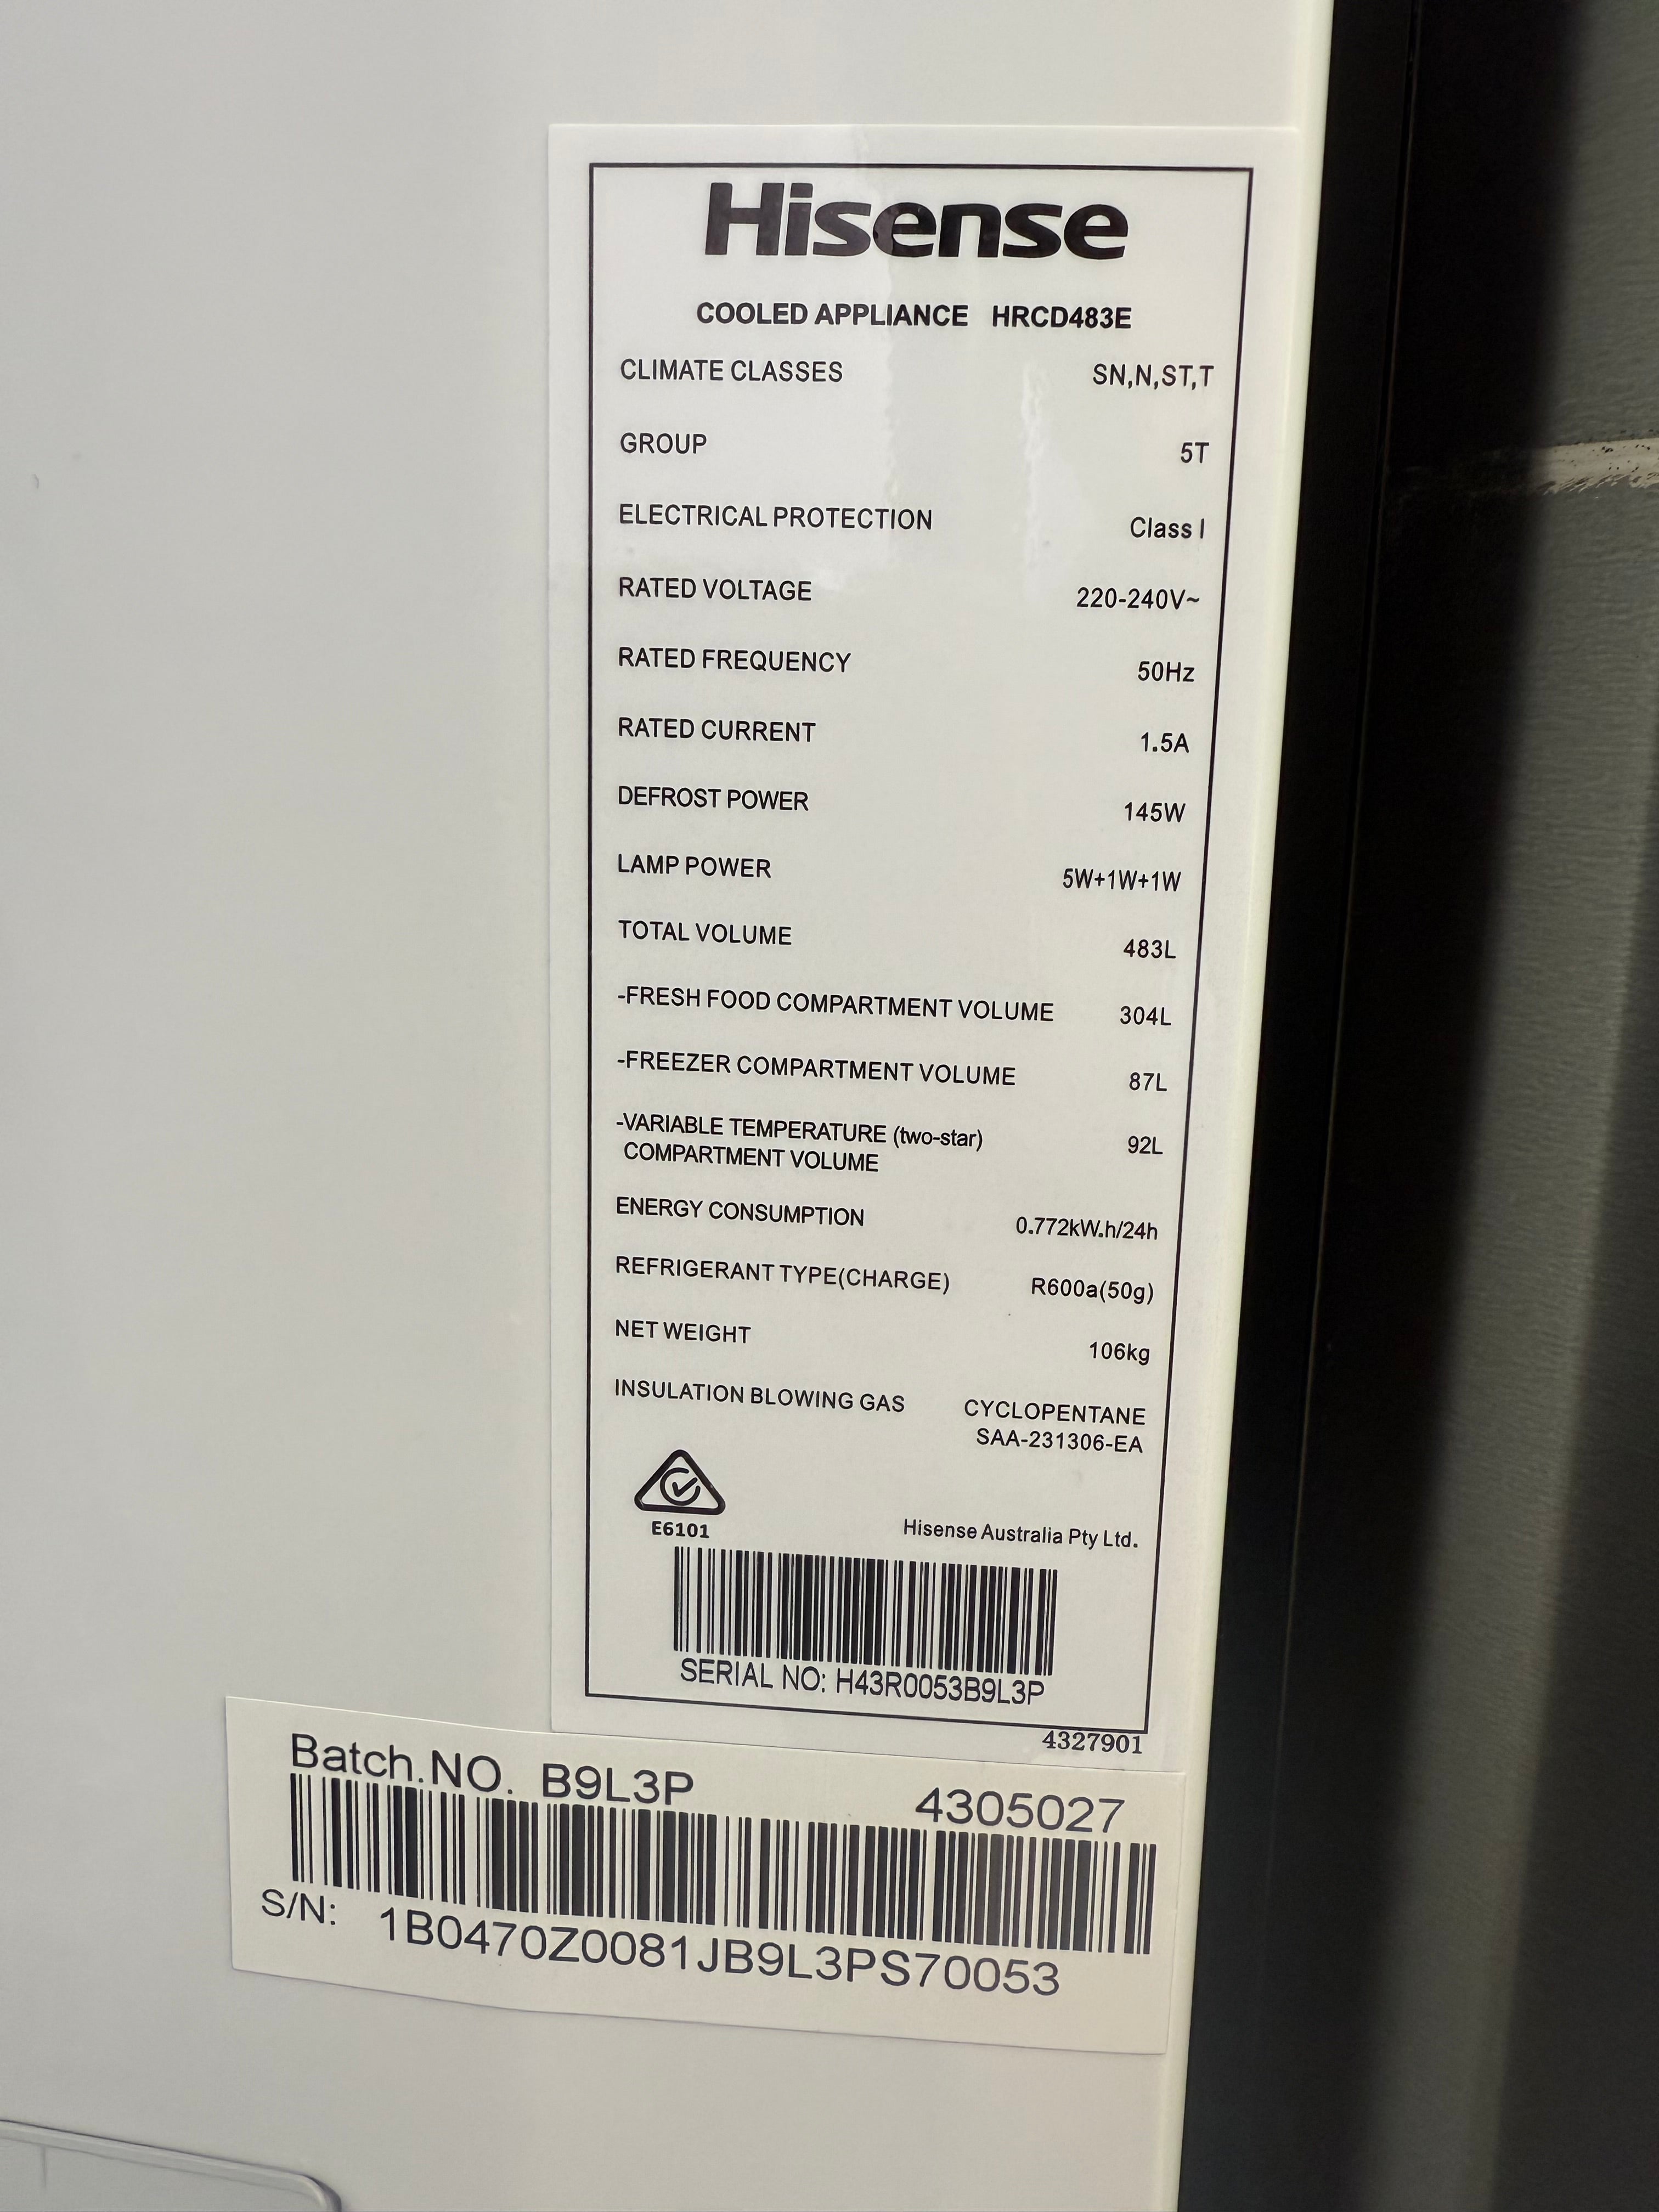 Hisense
COOLED APPLIANCE HRCD483E
CLIMATE CLASSES SN,N,ST,T
GROUP 5T
ELECTRICAL PROTECTION Class I
RATED VOLTAGE 220-240V~
RATED FREQUENCY 50Hz
RATED CURRENT 1.5A
DEFROST POWER 145W
LAMP POWER 5W+1W+1W
TOTAL VOLUME 483L
-FRESH FOOD COMPARTMENT VOLUME 304L
-FREEZER COMPARTMENT VOLUME 87L
-VARIABLE TEMPERATURE (two-star) 92L
COMPARTMENT VOLUME
ENERGY CONSUMPTION 0.772kW.h/24h
REFRIGERANT TYPE(CHARGE) R600a(50g)
NET WEIGHT 106kg
INSULATION BLOWING GAS CYCLOPENTANE
SAA-231306-EA
E6101 Hisense Australia Pty Ltd.
SERIAL NO: H43R0053B9L3P
4327901
Batch.NO. B9L3P 4305027
S/N: 1B0470Z0081JB9L3PS70053